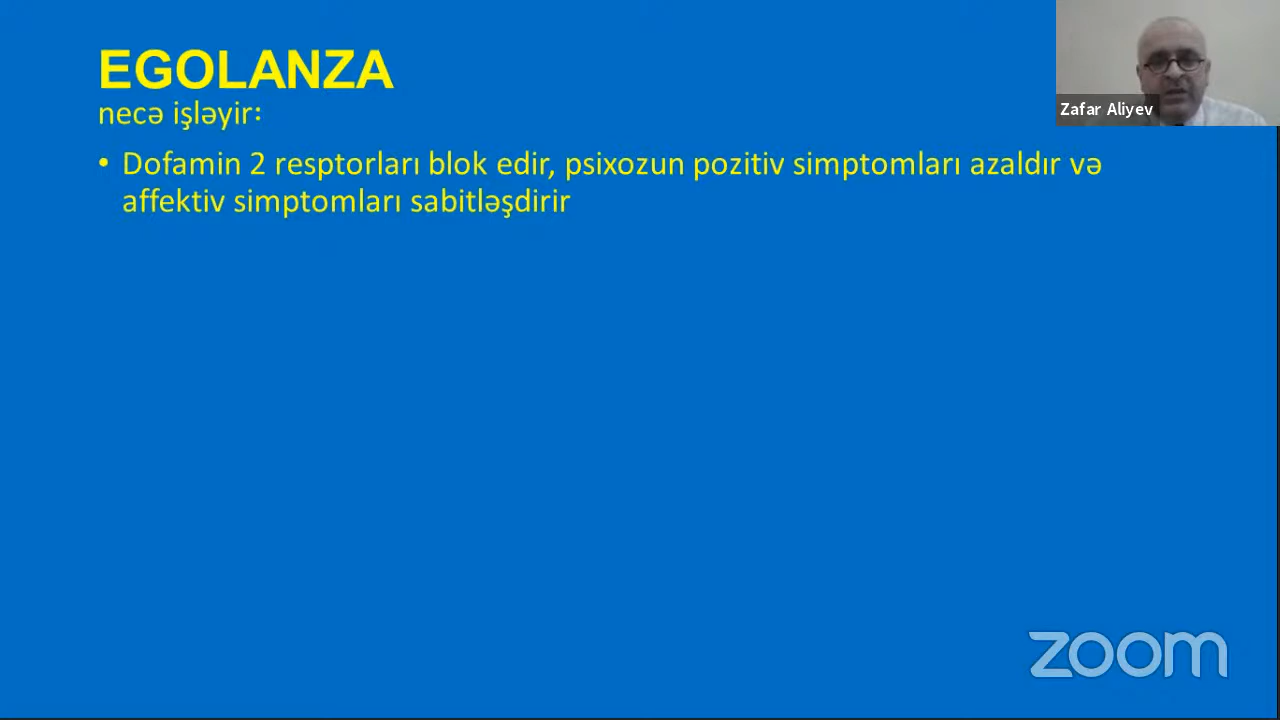 EGOLANZA
necə işləyir:
• Dofamin 2 resptorları blok edir, psixozun pozitiv simptomları azaldır və
affektiv simptomları sabitləşdirir
Zafar Aliyev
zoom